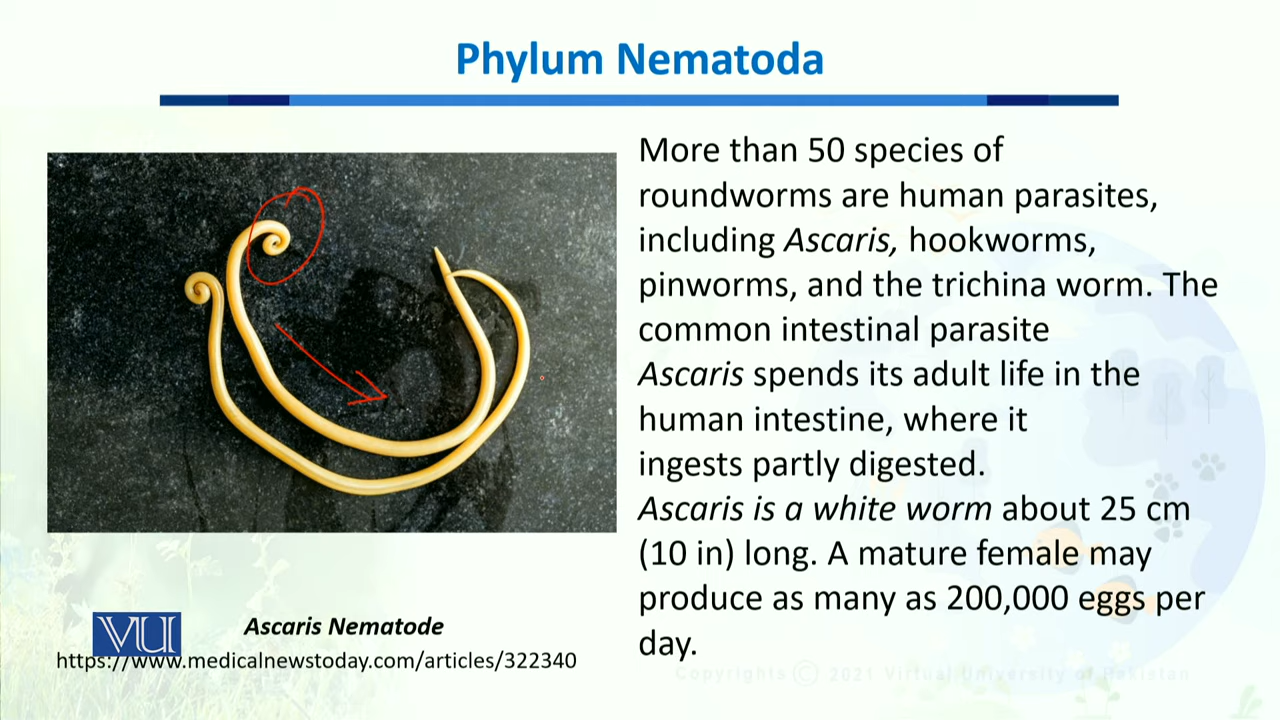 Phylum Nematoda
More than 50 species of
roundworms are human parasites,
including Ascaris, hookworms,
pinworms, and the trichina worm. The
common intestinal parasite
Ascaris spends its adult life in the
human intestine, where it
ingests partly digested.
Ascaris is a white worm about 25 cm
(10 in) long. A mature female may
produce as many as 200,000 eggs per
day.
VU
Ascaris Nematode
https://www.medicalnewstoday.com/articles/322340
Copyrights © 2021 Virtual University of Pakistan